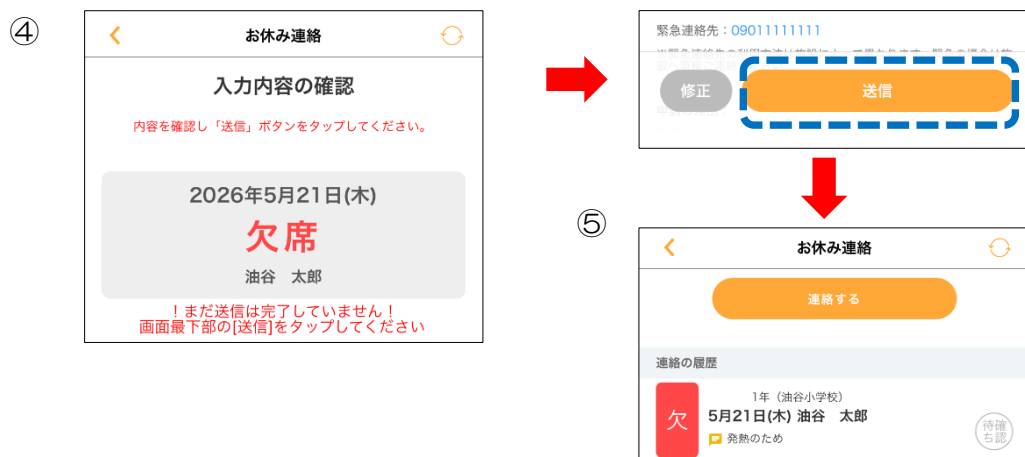 ④
お休み連絡
入力内容の確認
内容を確認し「送信」ボタンをタップしてください。
2026年5月21日(木)
欠席
油谷　太郎
！まだ送信は完了していません！
画面最下部の[送信]をタップしてください
緊急連絡先：09011111111
修正
送信
⑤
お休み連絡
連絡する
連絡の履歴
1年（油谷小学校）
欠
5月21日(木) 油谷　太郎
発熱のため
確認待ち